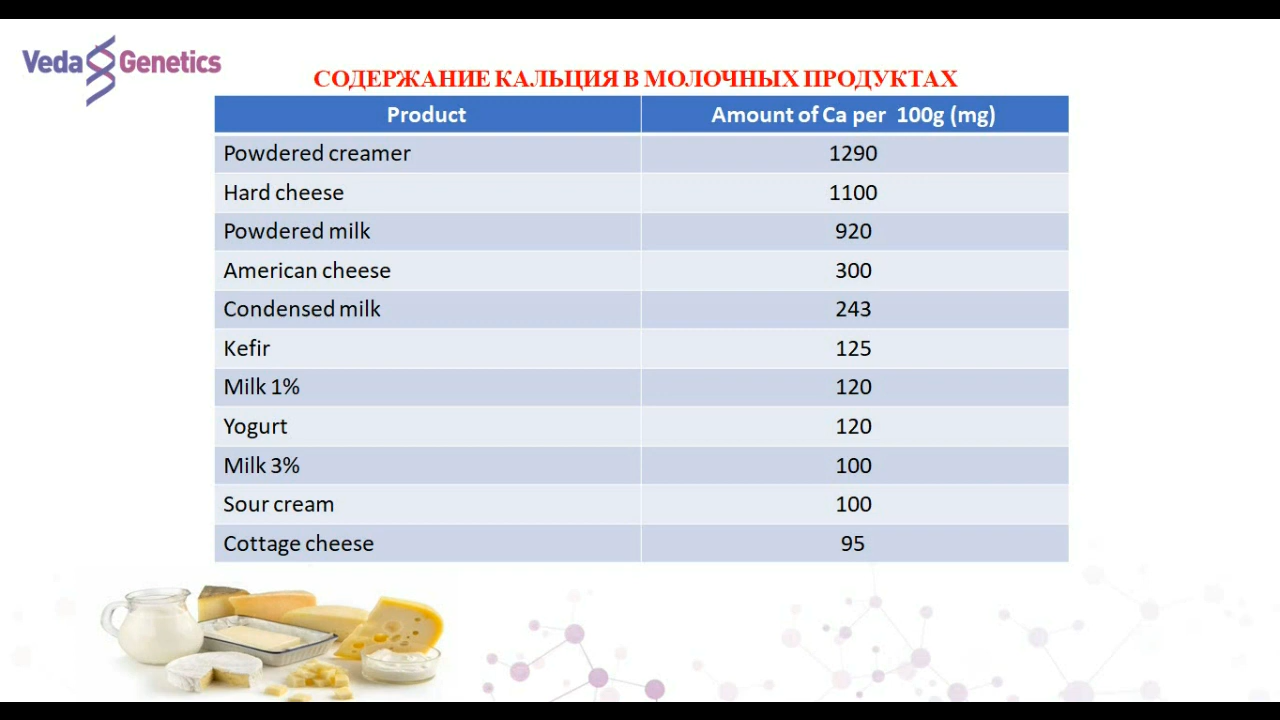 Veda Genetics
СОДЕРЖАНИЕ КАЛЬЦИЯ В МОЛОЧНЫХ ПРОДУКТАХ
Product Amount of Ca per 100g (mg)
Powdered creamer 1290
Hard cheese 1100
Powdered milk 920
American cheese 300
Condensed milk 243
Kefir 125
Milk 1% 120
Yogurt 120
Milk 3% 100
Sour cream 100
Cottage cheese 95